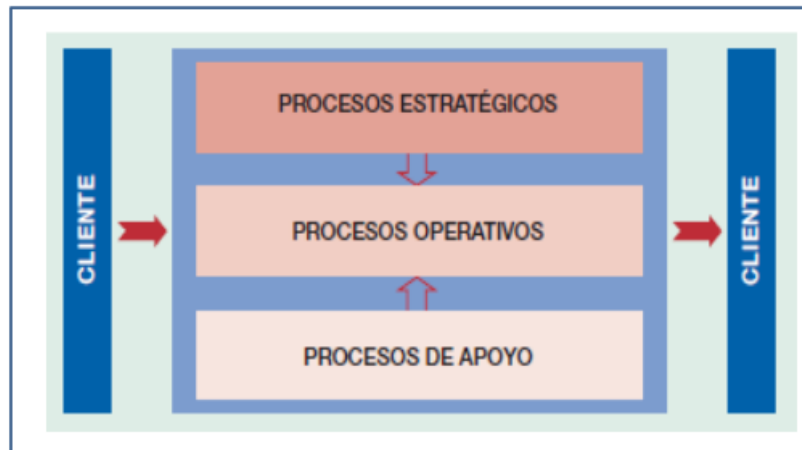 CLIENTE
PROCESOS ESTRATÉGICOS
PROCESOS OPERATIVOS
PROCESOS DE APOYO
CLIENTE